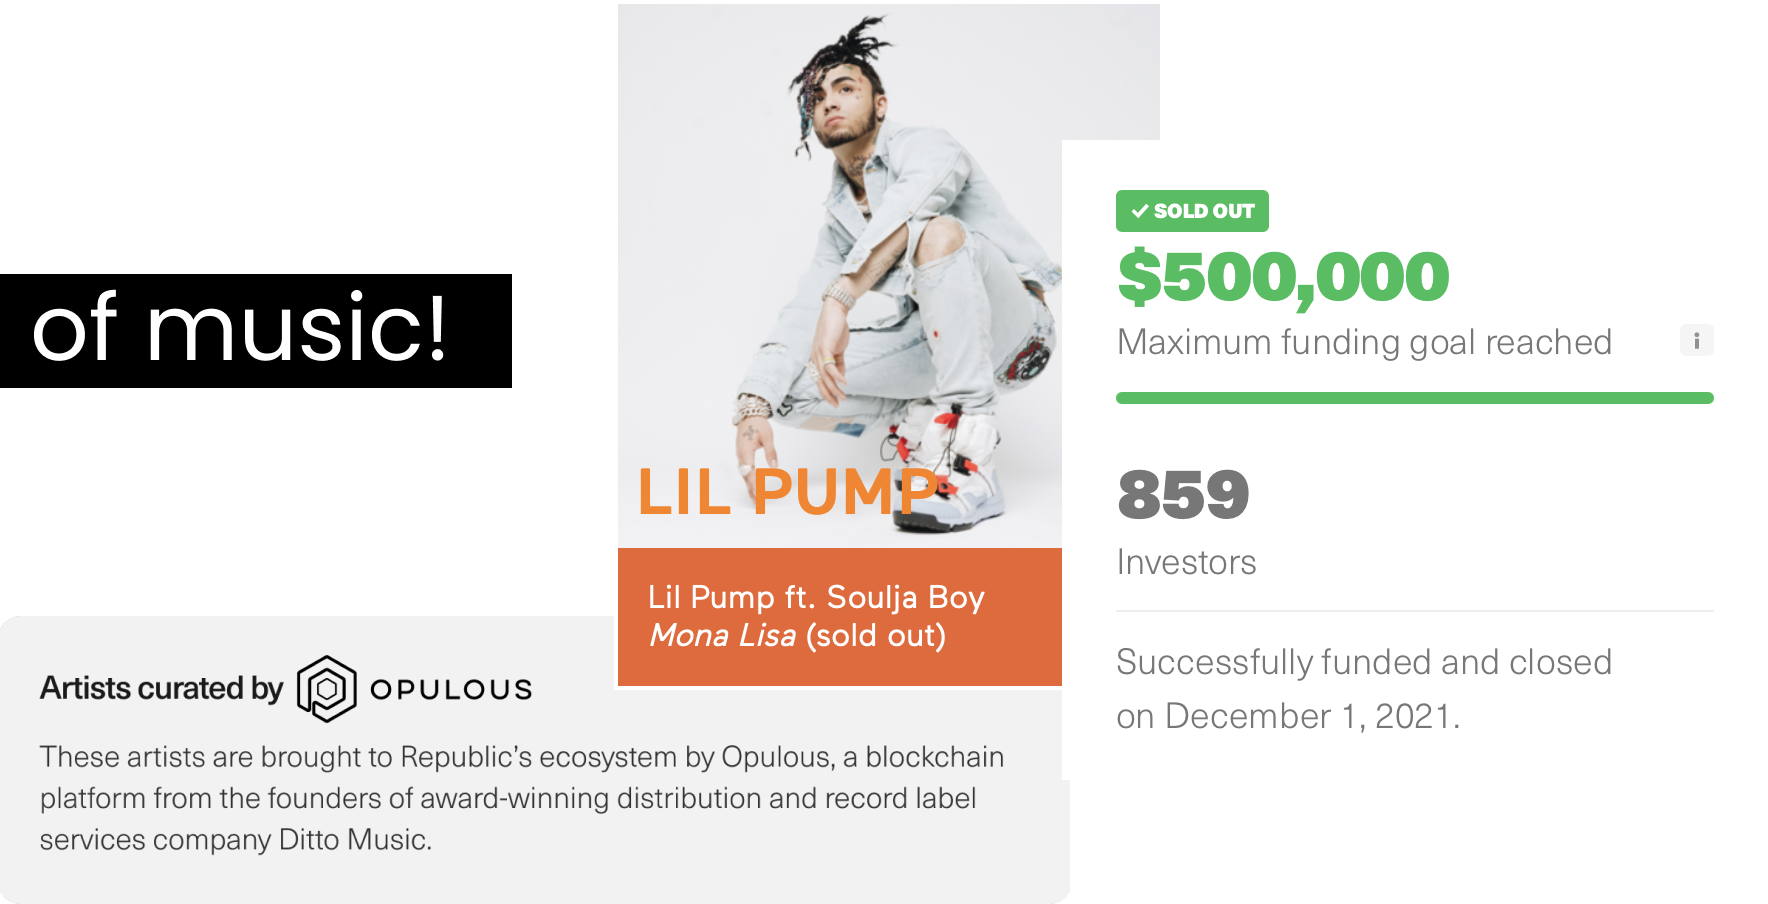 of music!
LIL PUMP
Lil Pump ft. Soulja Boy
Mona Lisa (sold out)
SOLD OUT
$500,000
Maximum funding goal reached
i
859
Investors
Successfully funded and closed
on December 1, 2021.
Artists curated by OPULOUS
These artists are brought to Republic’s ecosystem by Opulous, a blockchain
platform from the founders of award-winning distribution and record label
services company Ditto Music.